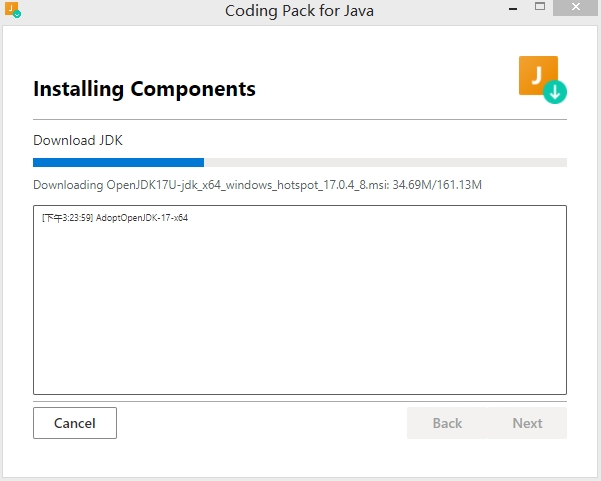 J
Coding Pack for Java
Installing Components
J
Download JDK
Downloading OpenJDK17U-jdk_x64_windows_hotspot_17.0.4_8.msi: 34.69M/161.13M
[下午3:23:59] AdoptOpenJDK-17-x64
Cancel
Back
Next